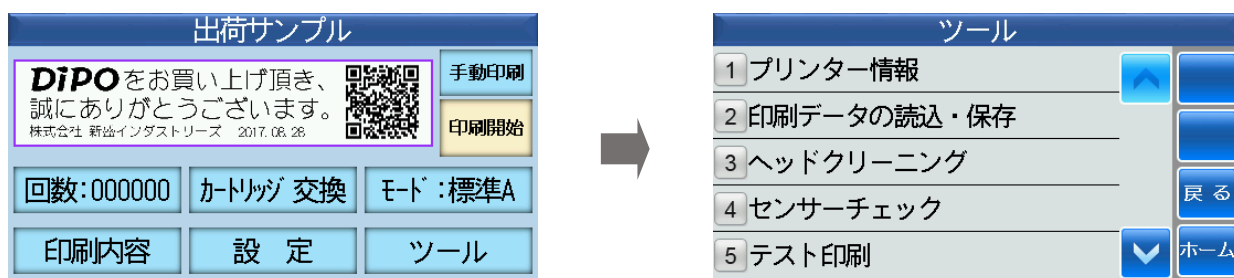 出荷サンプル
DiPOをお買い上げ頂き、
誠にありがとうございます。
株式会社 新盛インダストリーズ 2017.08.28
手動印刷
印刷開始
回数:000000
ｶｰﾄﾘｯｼﾞ 交換
ﾓｰﾄﾞ:標準A
印刷内容
設 定
ツール
ツール
1 プリンター情報
2 印刷データの読込・保存
3 ヘッドクリーニング
4 センサーチェック
5 テスト印刷
戻 る
ホーム